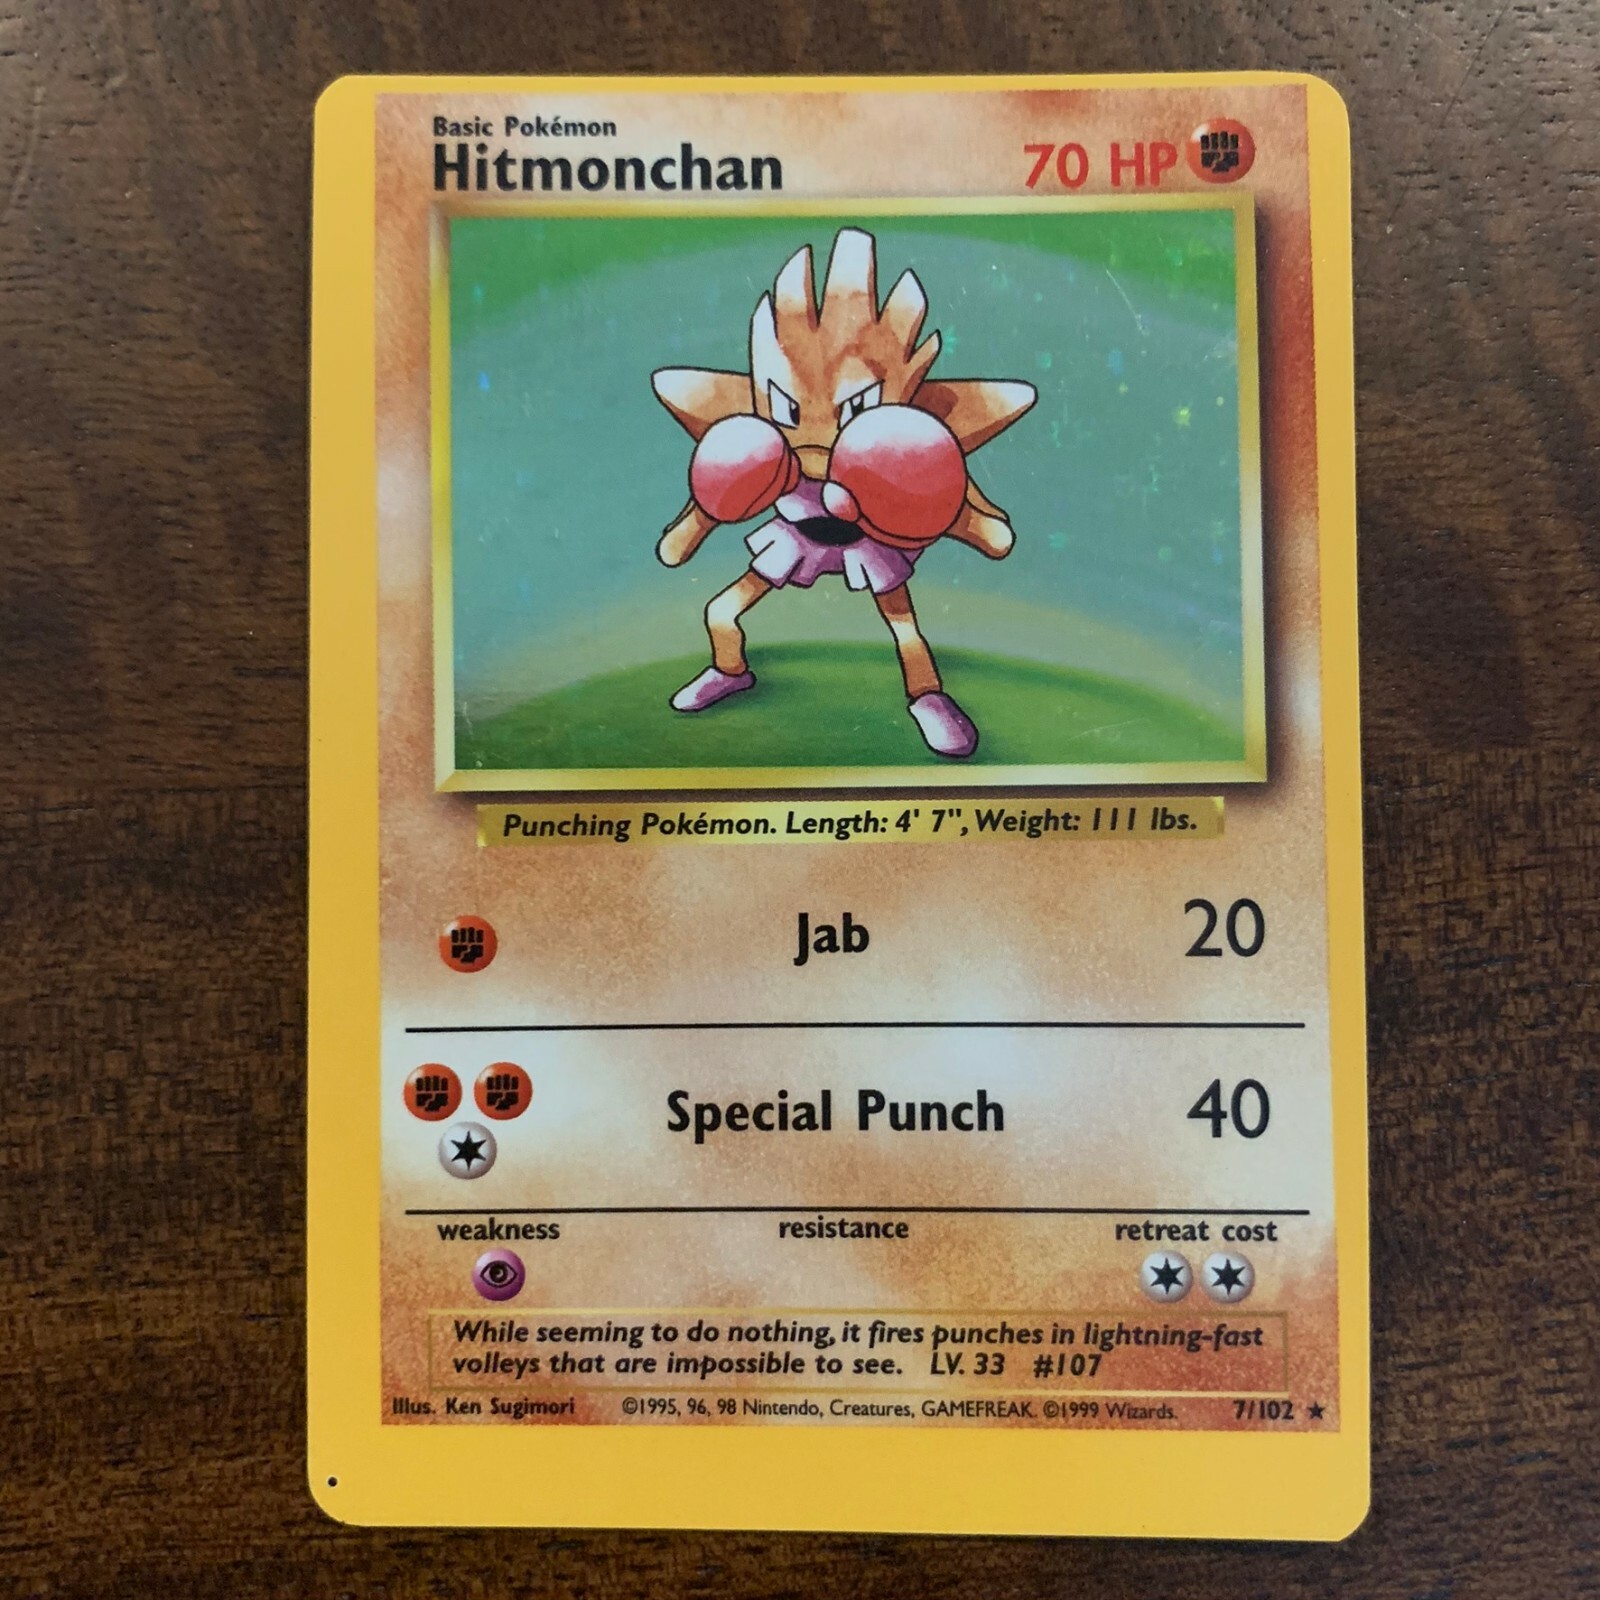 Basic Pokémon
Hitmonchan
70 HP
Punching Pokémon. Length: 4' 7", Weight: 111 lbs.
Jab 20
Special Punch 40
weakness resistance retreat cost
While seeming to do nothing, it fires punches in lightning-fast
volleys that are impossible to see. LV. 33 #107
Illus. Ken Sugimori ©1995, 96, 98 Nintendo, Creatures, GAMEFREAK. ©1999 Wizards. 7/102 ★